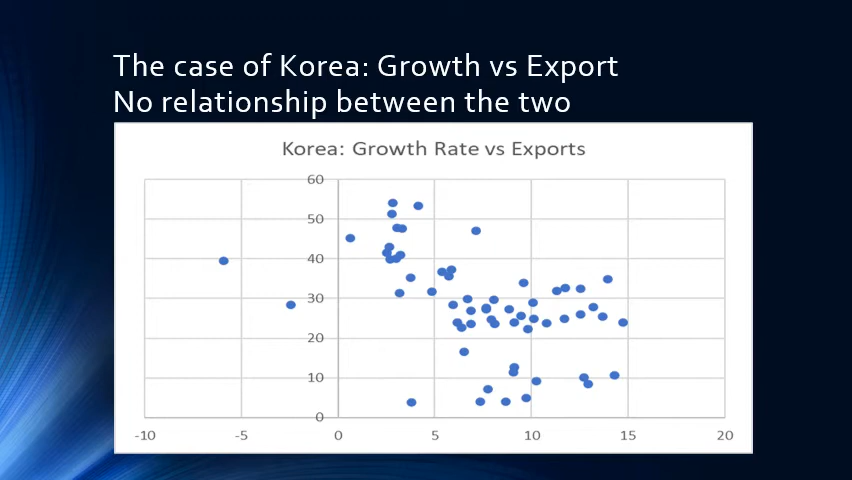 The case of Korea: Growth vs Export
No relationship between the two
Korea: Growth Rate vs Exports
60
50
40
30
20
10
0
-10 -5 0 5 10 15 20